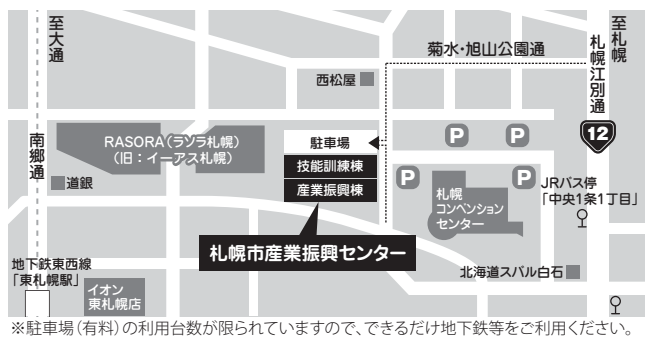 至大通
南郷通
至札幌
札幌江別通
12
菊水・旭山公園通
西松屋
RASORA(ラソラ札幌)
(旧:イーアス札幌)
駐車場
技能訓練棟
産業振興棟
P
P
P
P
道銀
札幌
コンベンション
センター
JRバス停
「中央1条1丁目」
札幌市産業振興センター
地下鉄東西線
「東札幌駅」
イオン
東札幌店
北海道スバル白石
※駐車場(有料)の利用台数が限られていますので、できるだけ地下鉄等をご利用ください。